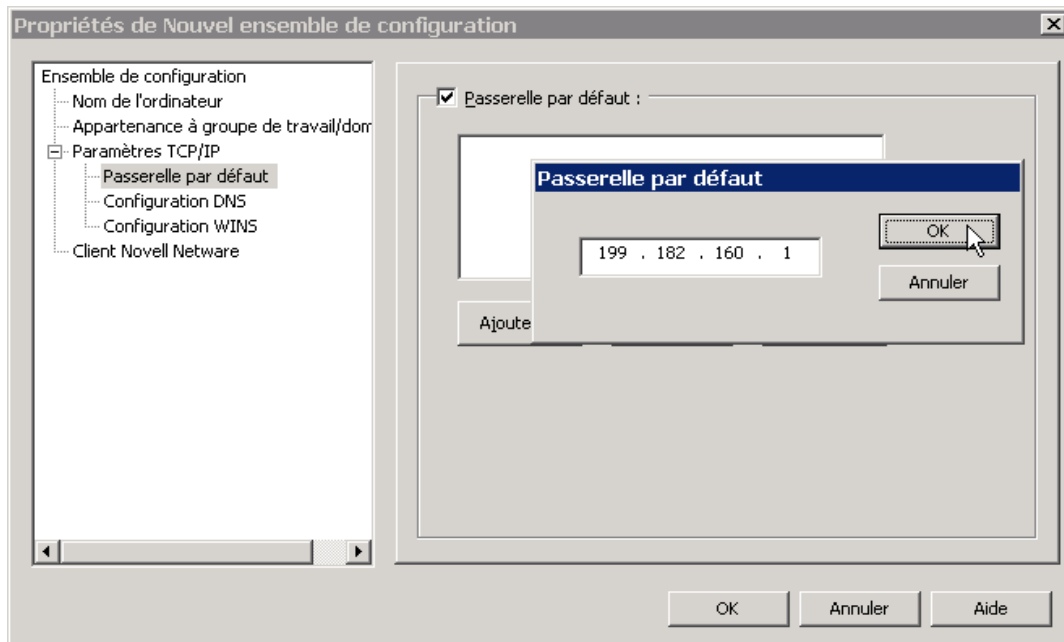 Propriétés de Nouvel ensemble de configuration
Ensemble de configuration
Nom de l'ordinateur
Appartenance à groupe de travail/dom
Paramètres TCP/IP
Passerelle par défaut
Configuration DNS
Configuration WINS
Client Novell Netware
Passerelle par défaut :
Passerelle par défaut
199 . 182 . 160 . 1
OK
Annuler
Ajoute
OK
Annuler
Aide